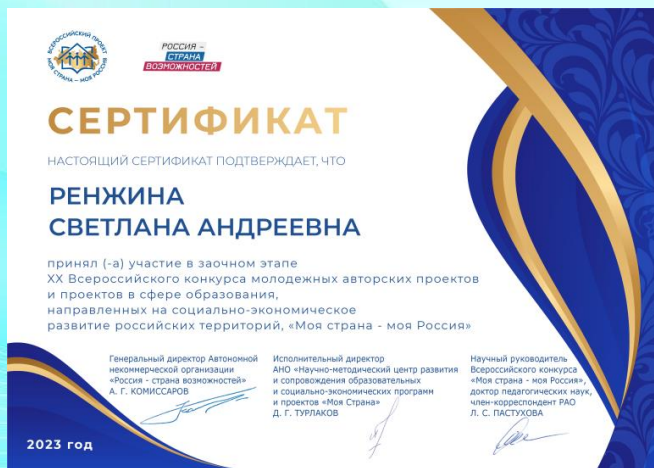 ВСЕРОССИЙСКИЙ ПРОЕКТ
МОЯ СТРАНА – МОЯ РОССИЯ
РОССИЯ –
СТРАНА
ВОЗМОЖНОСТЕЙ
СЕРТИФИКАТ
НАСТОЯЩИЙ СЕРТИФИКАТ ПОДТВЕРЖДАЕТ, ЧТО
РЕНЖИНА
СВЕТЛАНА АНДРЕЕВНА
принял (-а) участие в заочном этапе
XX Всероссийского конкурса молодежных авторских проектов
и проектов в сфере образования,
направленных на социально-экономическое
развитие российских территорий, «Моя страна - моя Россия»
Генеральный директор Автономной
некоммерческой организации
«Россия - страна возможностей»
А. Г. КОМИССАРОВ
Исполнительный директор
АНО «Научно-методический центр развития
и сопровождения образовательных
и социально-экономических программ
и проектов «Моя Страна»
Д. Г. ТУРЛАКОВ
Научный руководитель
Всероссийского конкурса
«Моя страна - моя Россия»,
доктор педагогических наук,
член-корреспондент РАО
Л. С. ПАСТУХОВА
2023 год